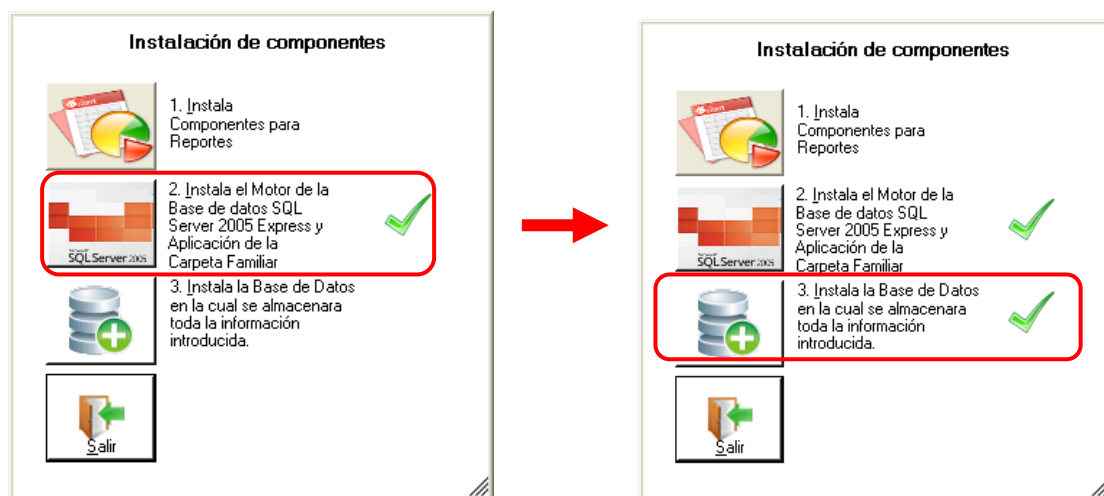 Instalación de componentes
1. Instala
Componentes para
Reportes
2. Instala el Motor de la
Base de datos SQL
Server 2005 Express y
Aplicación de la
Carpeta Familiar
SQL Server 2005
3. Instala la Base de Datos
en la cual se almacenara
toda la información
introducida.
Salir
Instalación de componentes
1. Instala
Componentes para
Reportes
2. Instala el Motor de la
Base de datos SQL
Server 2005 Express y
Aplicación de la
Carpeta Familiar
SQL Server 2005
3. Instala la Base de Datos
en la cual se almacenara
toda la información
introducida.
Salir